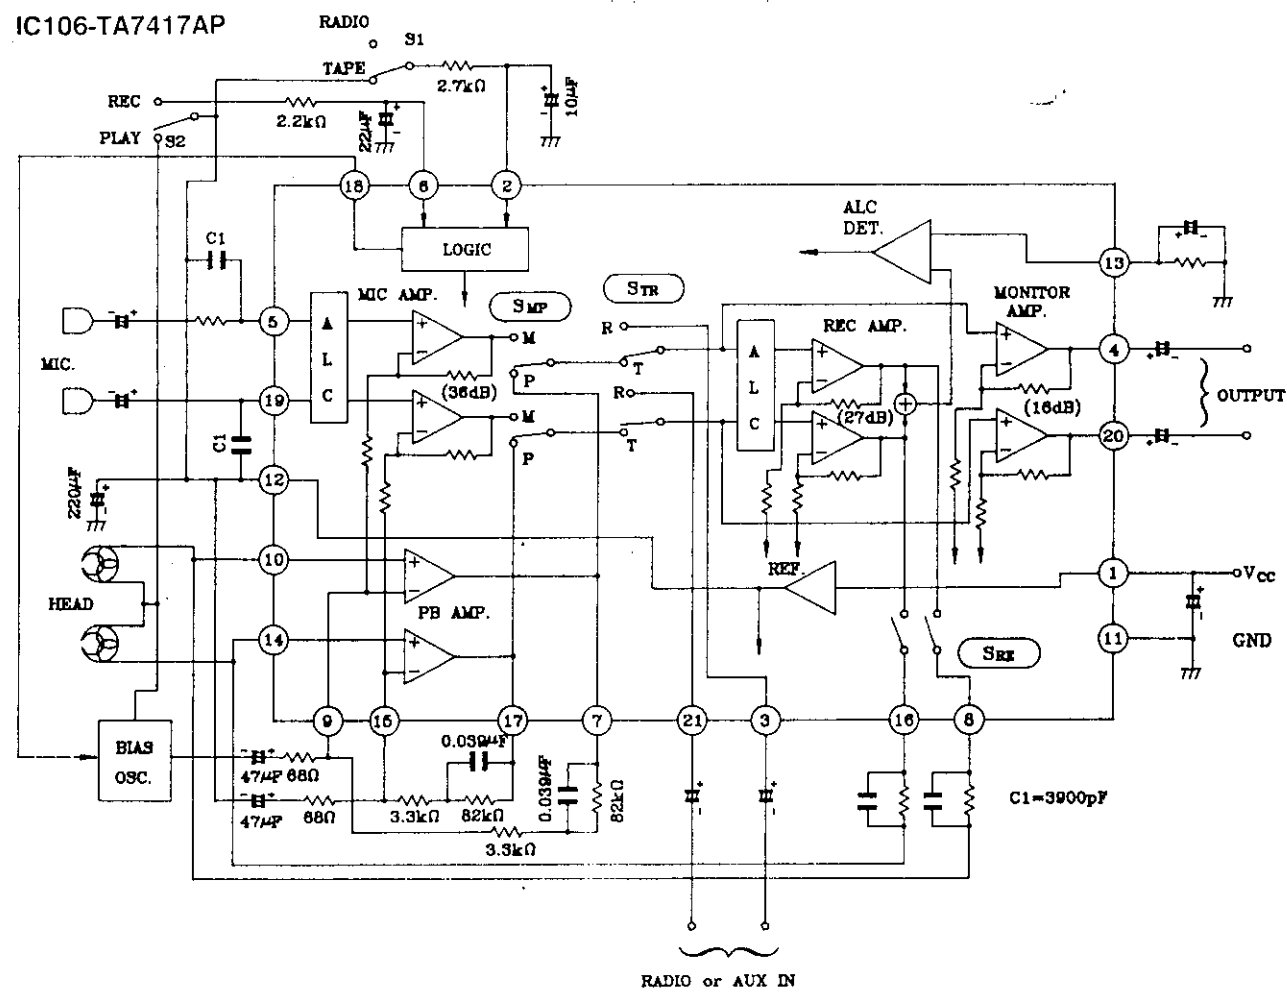 IC106-TA7417AP
RADIO
S1
TAPE
2.7kΩ
10μF
REC
2.2kΩ
22μF
PLAY
S2
18
6
2
LOGIC
ALC
DET.
C1
13
MIC AMP.
SMP
STR
MONITOR
AMP.
5
A
L
C
M
R
REC AMP.
A
L
C
4
MIC.
P
T
19
(36dB)
R
(27dB)
(16dB)
OUTPUT
M
C1
P
T
20
12
220μF
10
REF.
1
VCC
HEAD
PB AMP.
14
11
GND
SRE
9
15
17
7
21
3
16
8
BIAS
OSC.
47μF
68Ω
0.039μF
0.039μF
82kΩ
47μF
68Ω
3.3kΩ
82kΩ
3.3kΩ
C1=3900pF
RADIO or AUX IN